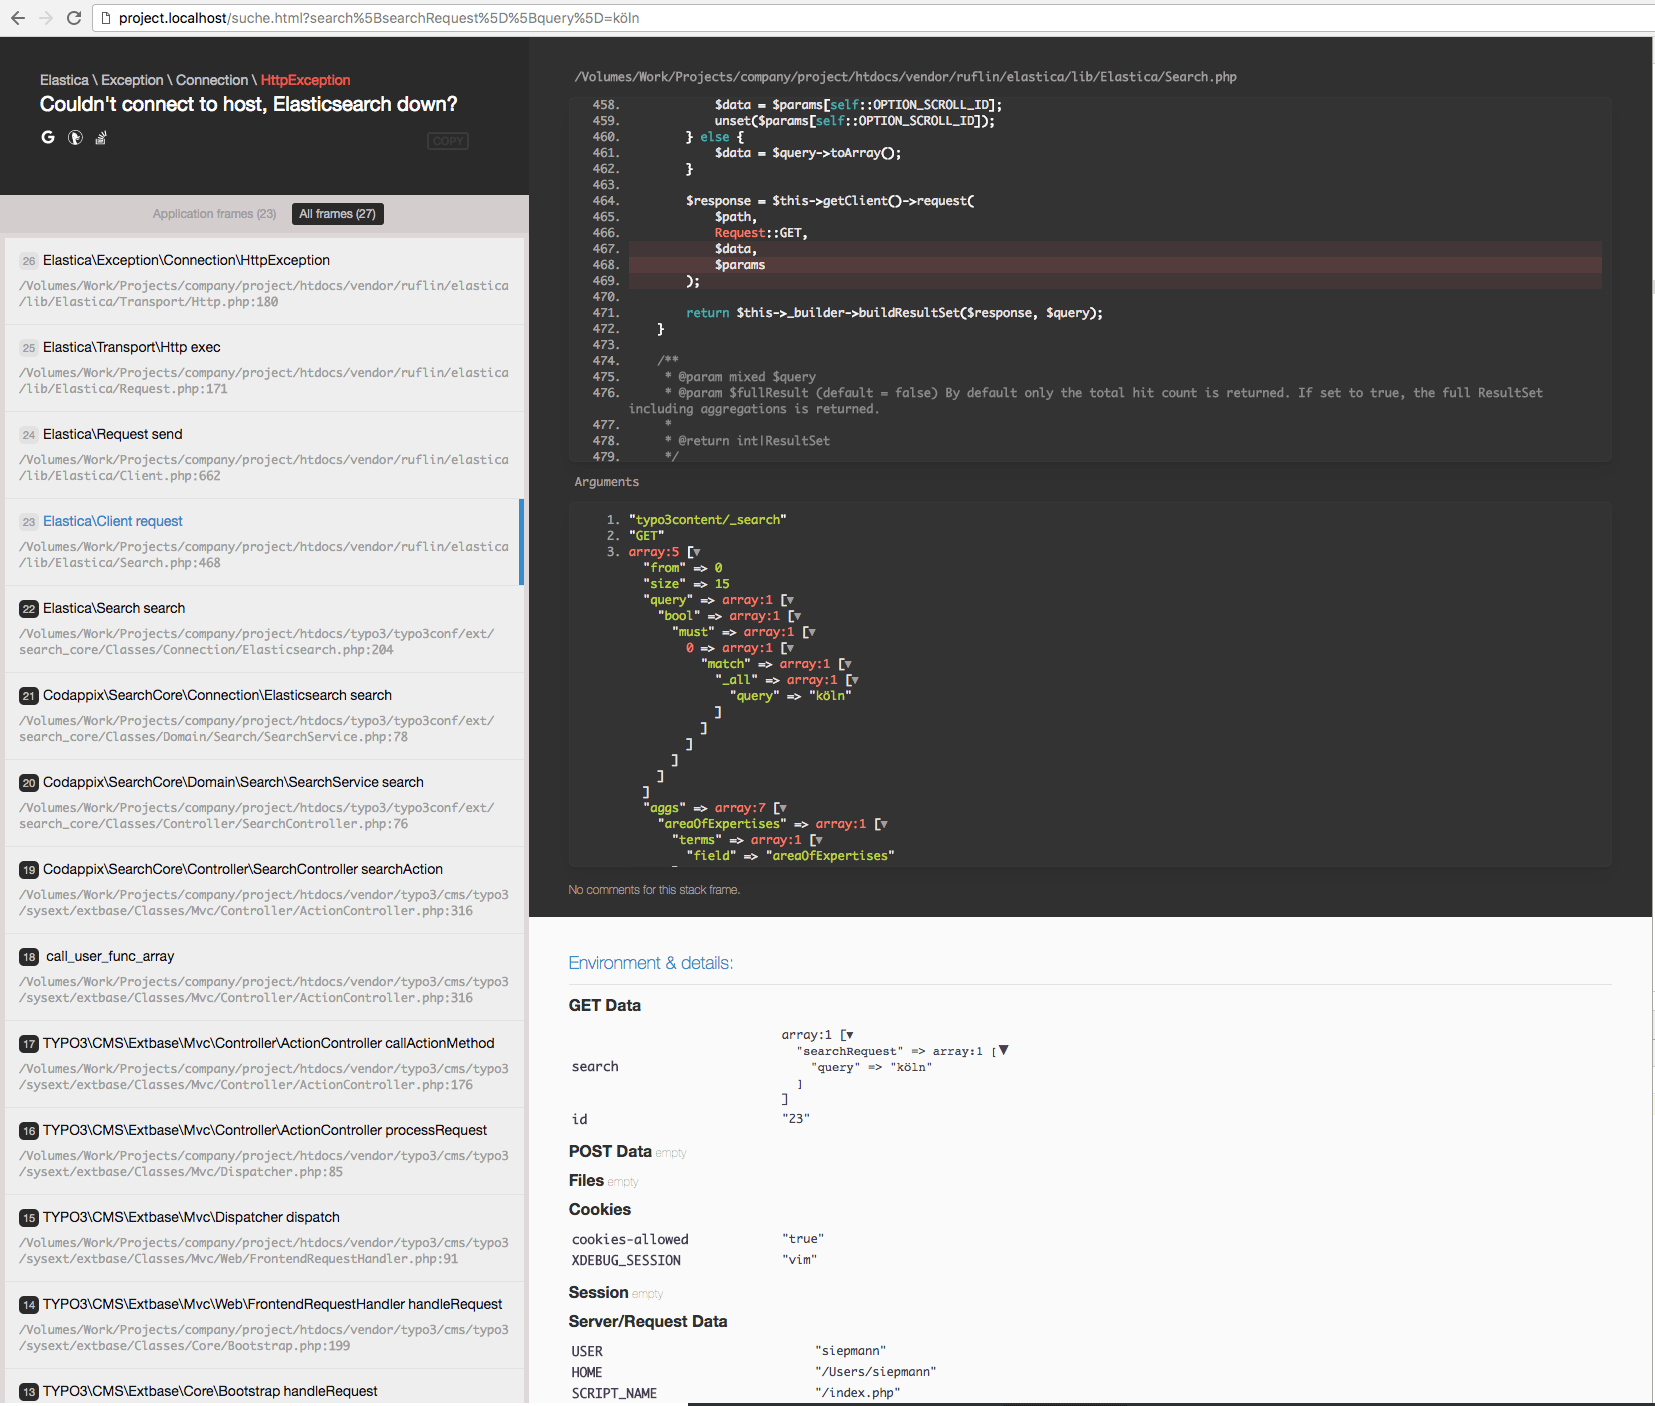 project.localhost/suche.html?search%5BsearchRequest%5D%5Bquery%5D=köln
Elastica \ Exception \ Connection \ HttpException
Couldn't connect to host, Elasticsearch down?
COPY
Application frames (23) All frames (27)
26 Elastica\Exception\Connection\HttpException
/Volumes/Work/Projects/company/project/htdocs/vendor/ruflin/elastica
/lib/Elastica/Transport/Http.php:180
25 Elastica\Transport\Http exec
/Volumes/Work/Projects/company/project/htdocs/vendor/ruflin/elastica
/lib/Elastica/Request.php:171
24 Elastica\Request send
/Volumes/Work/Projects/company/project/htdocs/vendor/ruflin/elastica
/lib/Elastica/Client.php:662
23 Elastica\Client request
/Volumes/Work/Projects/company/project/htdocs/vendor/ruflin/elastica
/lib/Elastica/Search.php:468
22 Elastica\Search search
/Volumes/Work/Projects/company/project/htdocs/typo3/typo3conf/ext/
search_core/Classes/Connection/Elasticsearch.php:204
21 Codappix\SearchCore\Connection\Elasticsearch search
/Volumes/Work/Projects/company/project/htdocs/typo3/typo3conf/ext/
search_core/Classes/Domain/Search/SearchService.php:78
20 Codappix\SearchCore\Domain\Search\SearchService search
/Volumes/Work/Projects/company/project/htdocs/typo3/typo3conf/ext/
search_core/Classes/Controller/SearchController.php:76
19 Codappix\SearchCore\Controller\SearchController searchAction
/Volumes/Work/Projects/company/project/htdocs/vendor/typo3/cms/typo3
/sysext/extbase/Classes/Mvc/Controller/ActionController.php:316
18 call_user_func_array
/Volumes/Work/Projects/company/project/htdocs/vendor/typo3/cms/typo3
/sysext/extbase/Classes/Mvc/Controller/ActionController.php:316
17 TYPO3\CMS\Extbase\Mvc\Controller\ActionController callActionMethod
/Volumes/Work/Projects/company/project/htdocs/vendor/typo3/cms/typo3
/sysext/extbase/Classes/Mvc/Controller/ActionController.php:176
16 TYPO3\CMS\Extbase\Mvc\Controller\ActionController processRequest
/Volumes/Work/Projects/company/project/htdocs/vendor/typo3/cms/typo3
/sysext/extbase/Classes/Mvc/Dispatcher.php:85
15 TYPO3\CMS\Extbase\Mvc\Dispatcher dispatch
/Volumes/Work/Projects/company/project/htdocs/vendor/typo3/cms/typo3
/sysext/extbase/Classes/Mvc/Web/FrontendRequestHandler.php:91
14 TYPO3\CMS\Extbase\Mvc\Web\FrontendRequestHandler handleRequest
/Volumes/Work/Projects/company/project/htdocs/vendor/typo3/cms/typo3
/sysext/extbase/Classes/Core/Bootstrap.php:199
13 TYPO3\CMS\Extbase\Core\Bootstrap handleRequest
/Volumes/Work/Projects/company/project/htdocs/vendor/ruflin/elastica/lib/Elastica/Search.php
458. $data = $params[self::OPTION_SCROLL_ID];
459. unset($params[self::OPTION_SCROLL_ID]);
460. } else {
461. $data = $query->toArray();
462. }
463.
464. $response = $this->getClient()->request(
465. $path,
466. Request::GET,
467. $data,
468. $params
469. );
470.
471. return $this->_builder->buildResultSet($response, $query);
472. }
473.
474. /**
475. * @param mixed $query
476. * @param $fullResult (default = false) By default only the total hit count is returned. If set to true, the full ResultSet
including aggregations is returned.
477. *
478. * @return int|ResultSet
479. */
Arguments
1. "typo3content/_search"
2. "GET"
3. array:5 [▼
"from" => 0
"size" => 15
"query" => array:1 [▼
"bool" => array:1 [▼
"must" => array:1 [▼
0 => array:1 [▼
"match" => array:1 [▼
"_all" => array:1 [▼
"query" => "köln"
]
]
]
]
]
]
"aggs" => array:7 [▼
"areaOfExpertises" => array:1 [▼
"terms" => array:1 [▼
"field" => "areaOfExpertises"
No comments for this stack frame.
Environment & details:
GET Data
search array:1 [▼
"searchRequest" => array:1 [▼
"query" => "köln"
]
]
id "23"
POST Data empty
Files empty
Cookies
cookies-allowed "true"
XDEBUG_SESSION "vim"
Session empty
Server/Request Data
USER "siepmann"
HOME "/Users/siepmann"
SCRIPT_NAME "/index.php"